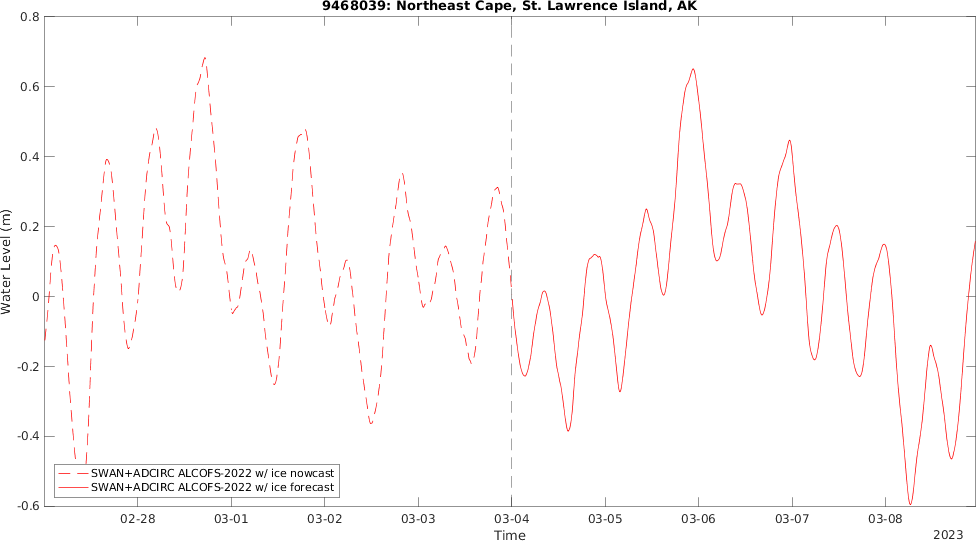 9468039: Northeast Cape, St. Lawrence Island, AK
0.8
0.6
0.4
0.2
0
-0.2
-0.4
-0.6
Water Level (m)
SWAN+ADCIRC ALCOFS-2022 w/ ice nowcast
SWAN+ADCIRC ALCOFS-2022 w/ ice forecast
02-28 03-01 03-02 03-03 03-04 03-05 03-06 03-07 03-08
Time
2023